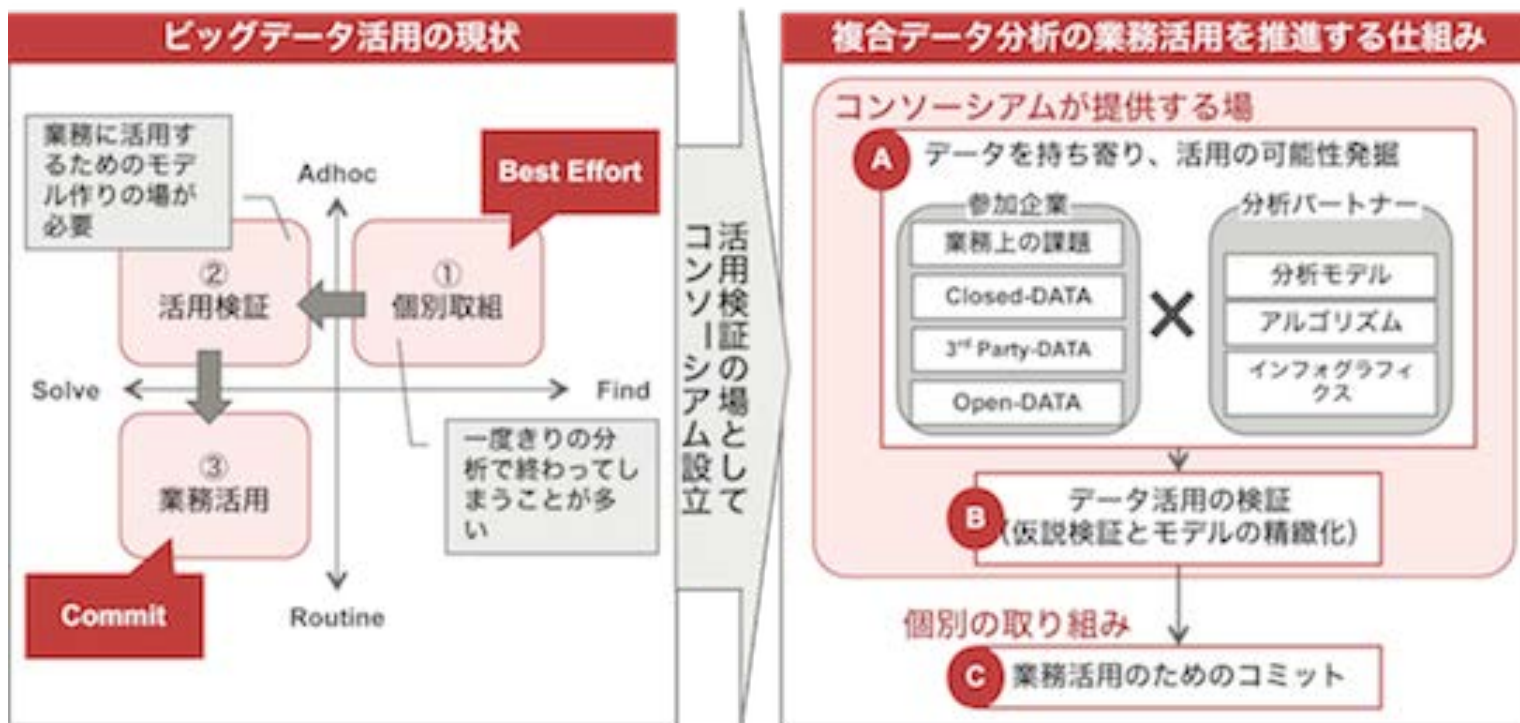 ビッグデータ活用の現状
業務に活用す
るためのモデ
ル作りの場が
必要
Adhoc
Best Effort
②
活用検証
①
個別取組
Solve
Find
③
業務活用
一度きりの分
析で終わってし
まうことが多
い
Commit
Routine
活用検証の場として
コンソーシアム設立
複合データ分析の業務活用を推進する仕組み
コンソーシアムが提供する場
A
データを持ち寄り、活用の可能性発掘
参加企業
業務上の課題
Closed-DATA
3rd Party-DATA
Open-DATA
×
分析パートナー
分析モデル
アルゴリズム
インフォグラフィ
クス
B
データ活用の検証
（仮説検証とモデルの精緻化）
個別の取り組み
C
業務活用のためのコミット